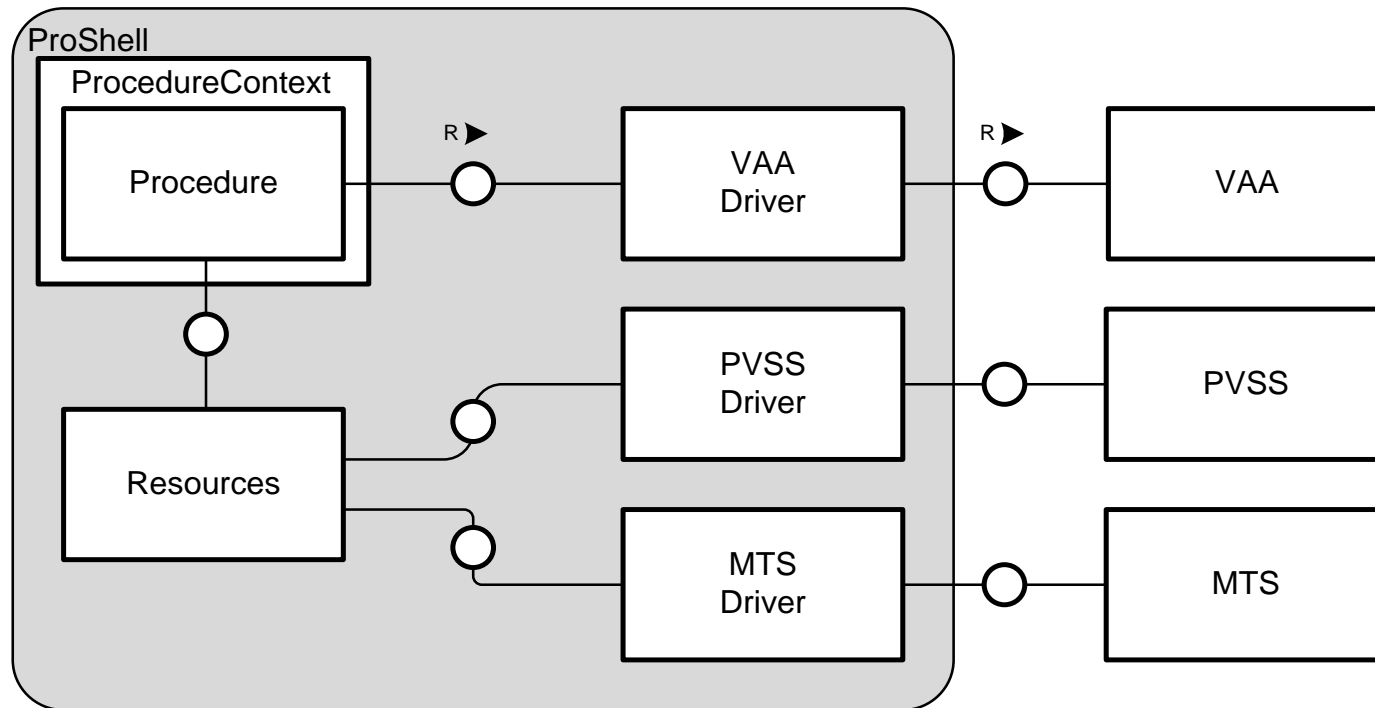 ProShell
ProcedureContext
Procedure
R
VAA
Driver
R
VAA
PVSS
Driver
PVSS
Resources
MTS
Driver
MTS